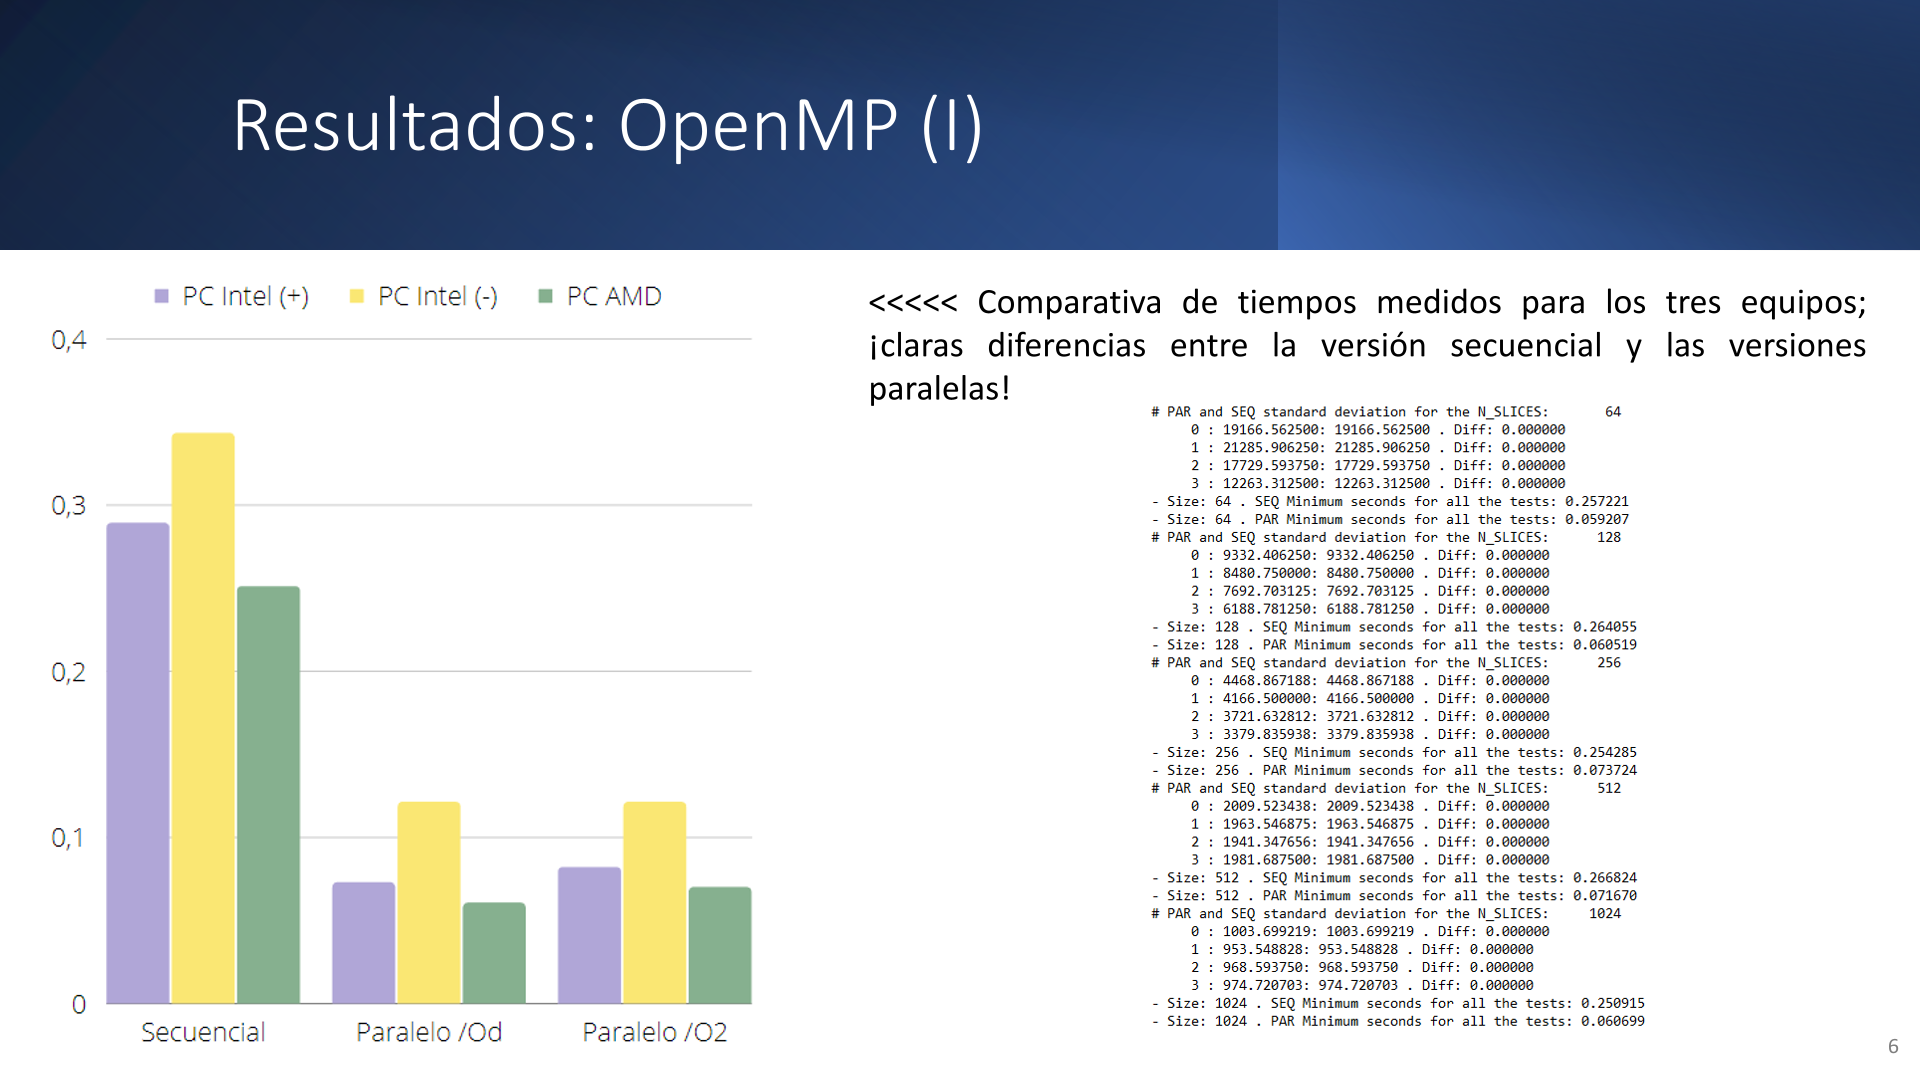 Resultados: OpenMP (I)
PC Intel (+) PC Intel (-) PC AMD
0,4
0,3
0,2
0,1
0
Secuencial Paralelo /Od Paralelo /O2
<<<<< Comparativa de tiempos medidos para los tres equipos;
¡claras diferencias entre la versión secuencial y las versiones
paralelas!
# PAR and SEQ standard deviation for the N_SLICES: 64
0 : 19166.562500: 19166.562500 . Diff: 0.000000
1 : 21285.906250: 21285.906250 . Diff: 0.000000
2 : 17729.593750: 17729.593750 . Diff: 0.000000
3 : 12263.312500: 12263.312500 . Diff: 0.000000
- Size: 64 . SEQ Minimum seconds for all the tests: 0.257221
- Size: 64 . PAR Minimum seconds for all the tests: 0.059207
# PAR and SEQ standard deviation for the N_SLICES: 128
0 : 9332.406250: 9332.406250 . Diff: 0.000000
1 : 8480.750000: 8480.750000 . Diff: 0.000000
2 : 7692.703125: 7692.703125 . Diff: 0.000000
3 : 6188.781250: 6188.781250 . Diff: 0.000000
- Size: 128 . SEQ Minimum seconds for all the tests: 0.264055
- Size: 128 . PAR Minimum seconds for all the tests: 0.060519
# PAR and SEQ standard deviation for the N_SLICES: 256
0 : 4468.867188: 4468.867188 . Diff: 0.000000
1 : 4166.500000: 4166.500000 . Diff: 0.000000
2 : 3721.632812: 3721.632812 . Diff: 0.000000
3 : 3379.835938: 3379.835938 . Diff: 0.000000
- Size: 256 . SEQ Minimum seconds for all the tests: 0.254285
- Size: 256 . PAR Minimum seconds for all the tests: 0.073724
# PAR and SEQ standard deviation for the N_SLICES: 512
0 : 2009.523438: 2009.523438 . Diff: 0.000000
1 : 1963.546875: 1963.546875 . Diff: 0.000000
2 : 1941.347656: 1941.347656 . Diff: 0.000000
3 : 1981.687500: 1981.687500 . Diff: 0.000000
- Size: 512 . SEQ Minimum seconds for all the tests: 0.266824
- Size: 512 . PAR Minimum seconds for all the tests: 0.071670
# PAR and SEQ standard deviation for the N_SLICES: 1024
0 : 1003.699219: 1003.699219 . Diff: 0.000000
1 : 953.548828: 953.548828 . Diff: 0.000000
2 : 968.593750: 968.593750 . Diff: 0.000000
3 : 974.720703: 974.720703 . Diff: 0.000000
- Size: 1024 . SEQ Minimum seconds for all the tests: 0.250915
- Size: 1024 . PAR Minimum seconds for all the tests: 0.060699
6